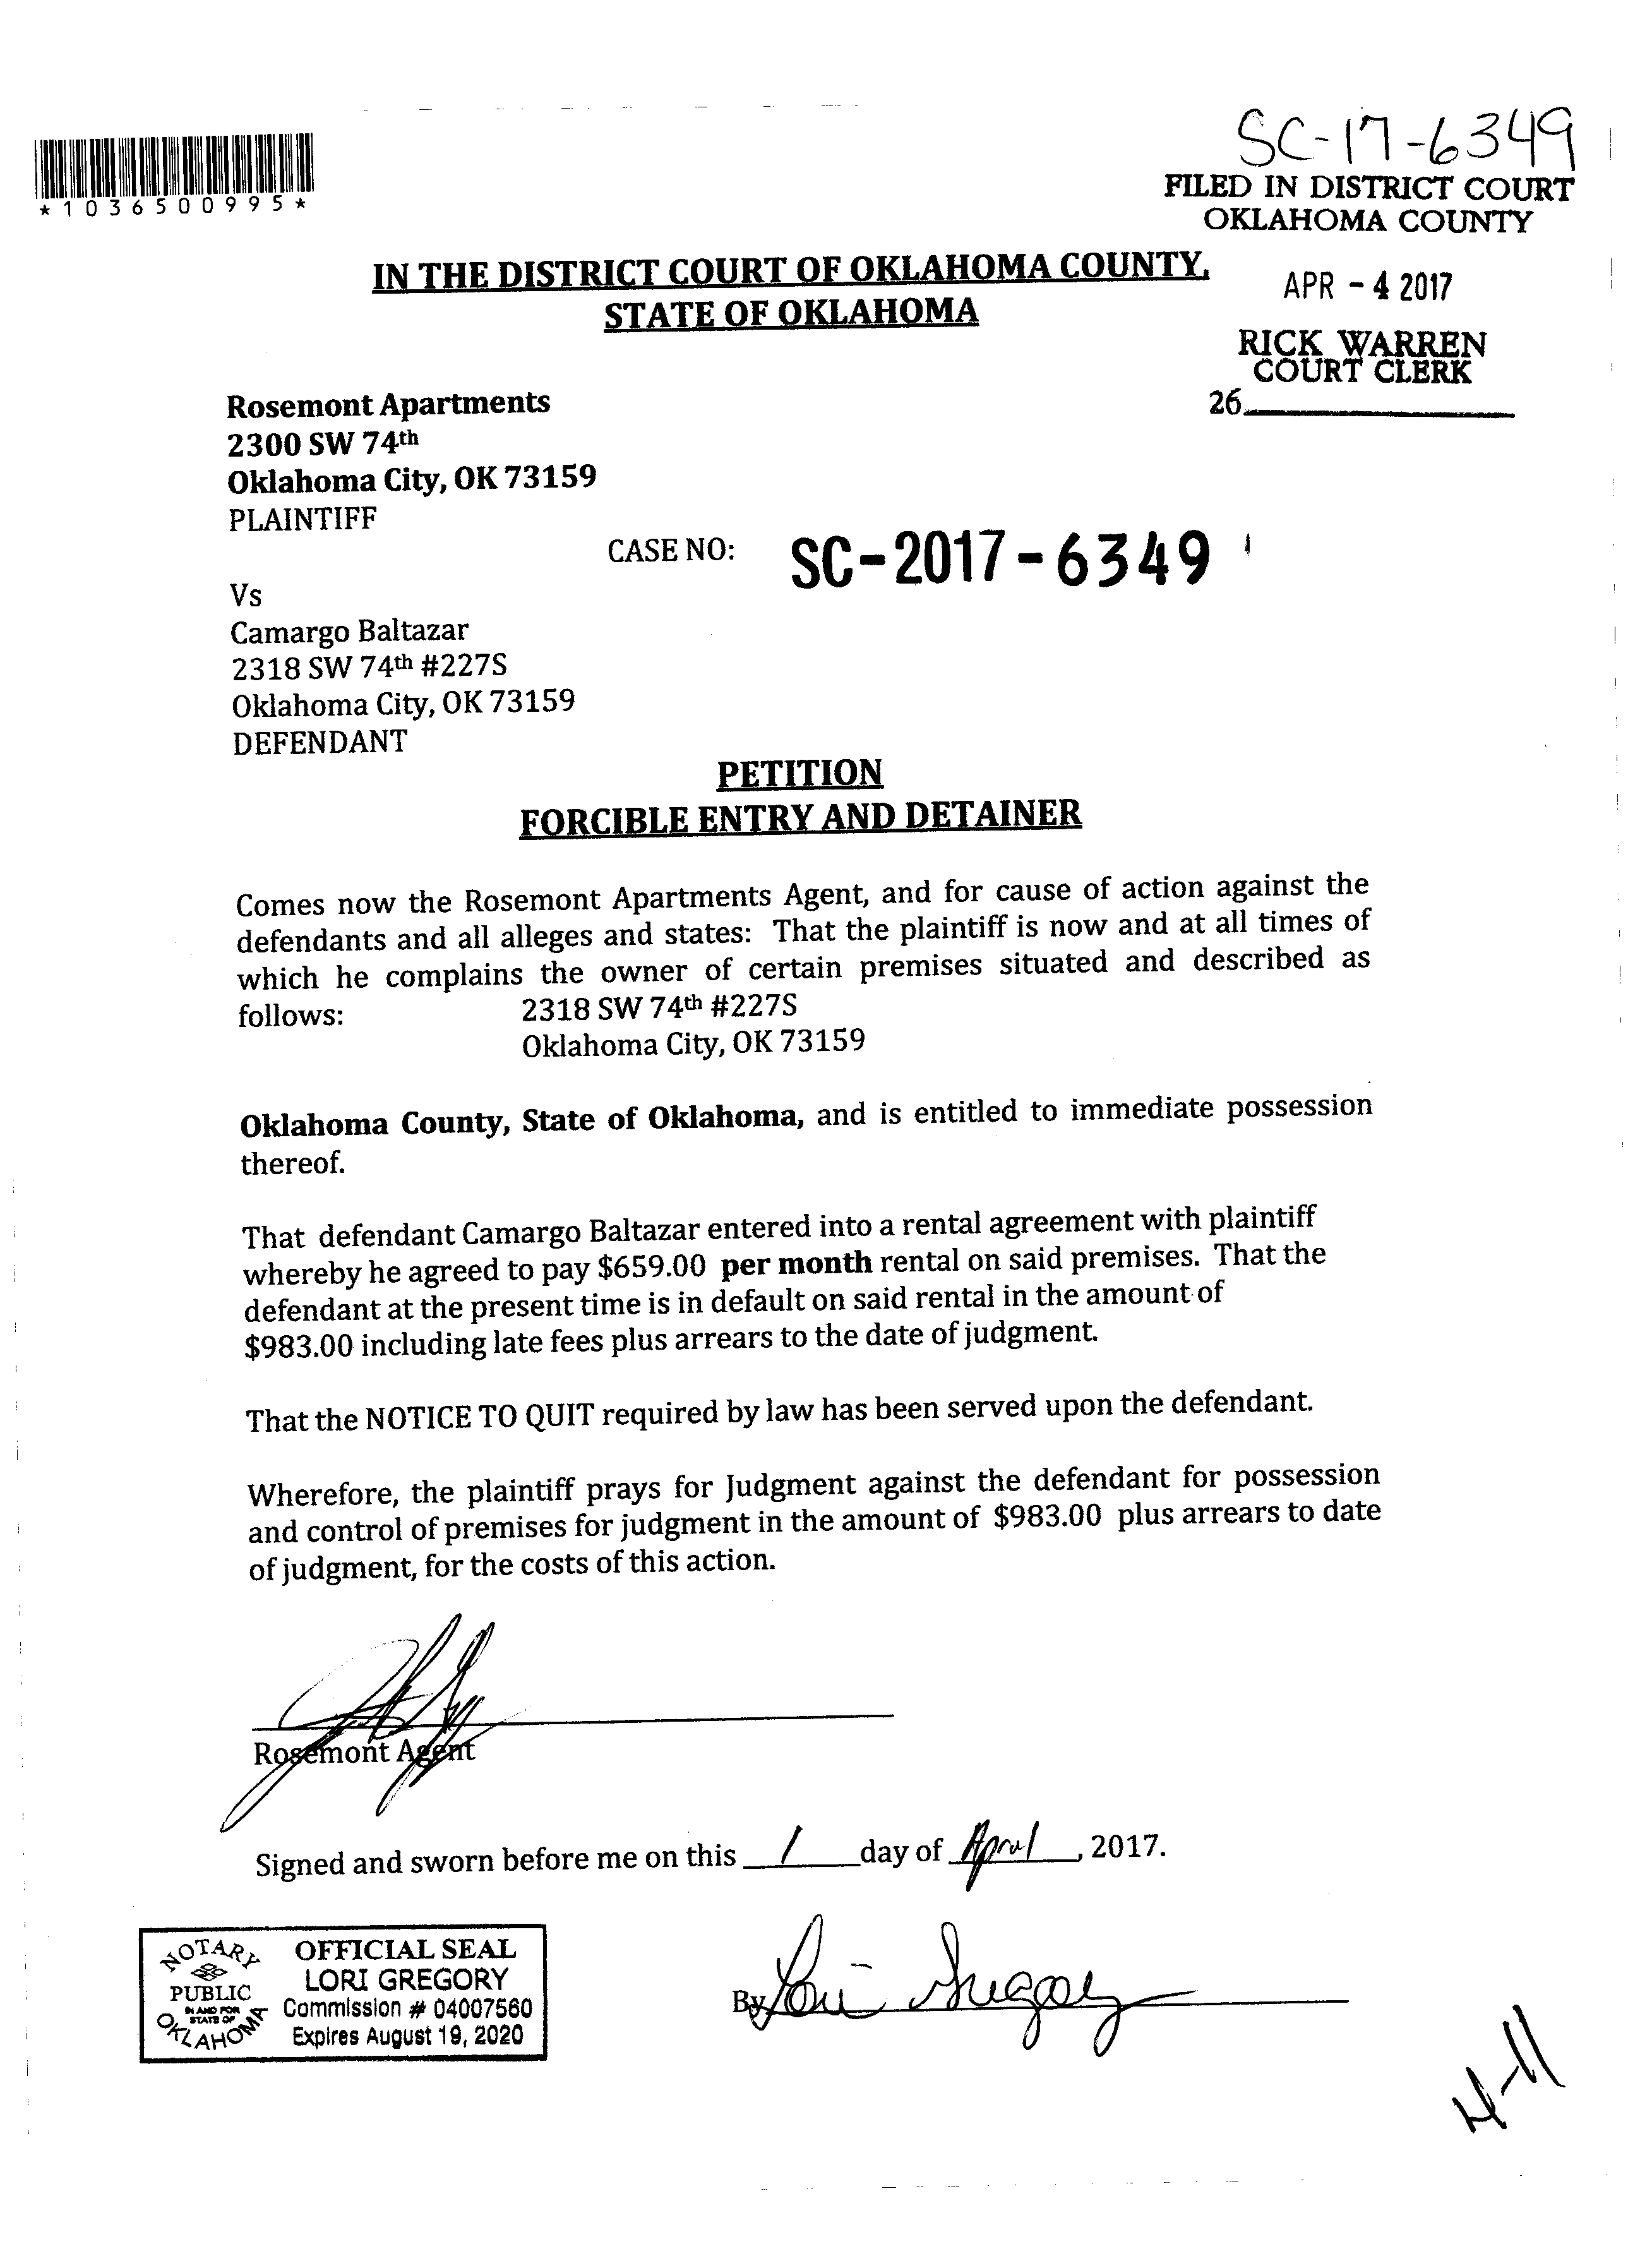 SC-17-6349
*1036500995*
FILED IN DISTRICT COURT
OKLAHOMA COUNTY
IN THE DISTRICT COURT OF OKLAHOMA COUNTY,
STATE OF OKLAHOMA
APR - 4 2017
RICK WARREN
COURT CLERK
26
Rosemont Apartments
2300 SW 74th
Oklahoma City, OK 73159
PLAINTIFF
CASE NO: SC-2017-6349
Vs
Camargo Baltazar
2318 SW 74th #227S
Oklahoma City, OK 73159
DEFENDANT
PETITION
FORCIBLE ENTRY AND DETAINER
Comes now the Rosemont Apartments Agent, and for cause of action against the
defendants and all alleges and states: That the plaintiff is now and at all times of
which he complains the owner of certain premises situated and described as
follows: 2318 SW 74th #227S
Oklahoma City, OK 73159
Oklahoma County, State of Oklahoma, and is entitled to immediate possession
thereof.
That defendant Camargo Baltazar entered into a rental agreement with plaintiff
whereby he agreed to pay $659.00 per month rental on said premises. That the
defendant at the present time is in default on said rental in the amount of
$983.00 including late fees plus arrears to the date of judgment.
That the NOTICE TO QUIT required by law has been served upon the defendant.
Wherefore, the plaintiff prays for Judgment against the defendant for possession
and control of premises for judgment in the amount of $983.00 plus arrears to date
of judgment, for the costs of this action.
Rosemont Agent
Signed and sworn before me on this 1 day of April, 2017.
NOTARY PUBLIC IN AND FOR STATE OF OKLAHOMA
OFFICIAL SEAL
LORI GREGORY
Commission # 04007560
Expires August 19, 2020
By Lori Gregory
4-11